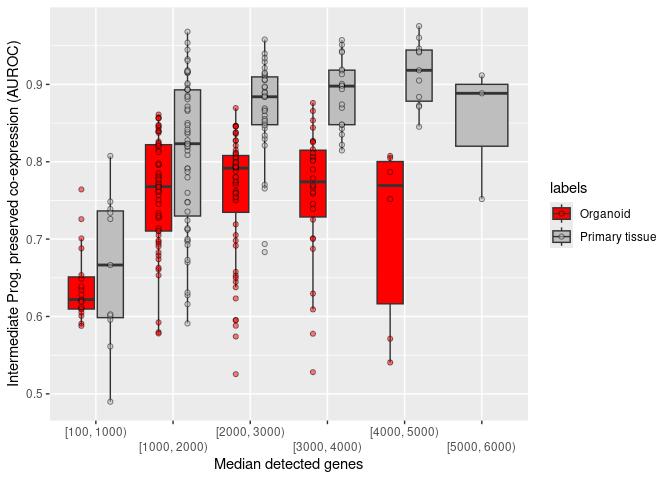 Intermediate Prog. preserved co-expression (AUROC)
0.9
0.8
0.7
0.6
0.5
[100, 1000)
[1000, 2000)
[2000, 3000)
[3000, 4000)
[4000, 5000)
[5000, 6000)
Median detected genes
labels
Organoid
Primary tissue